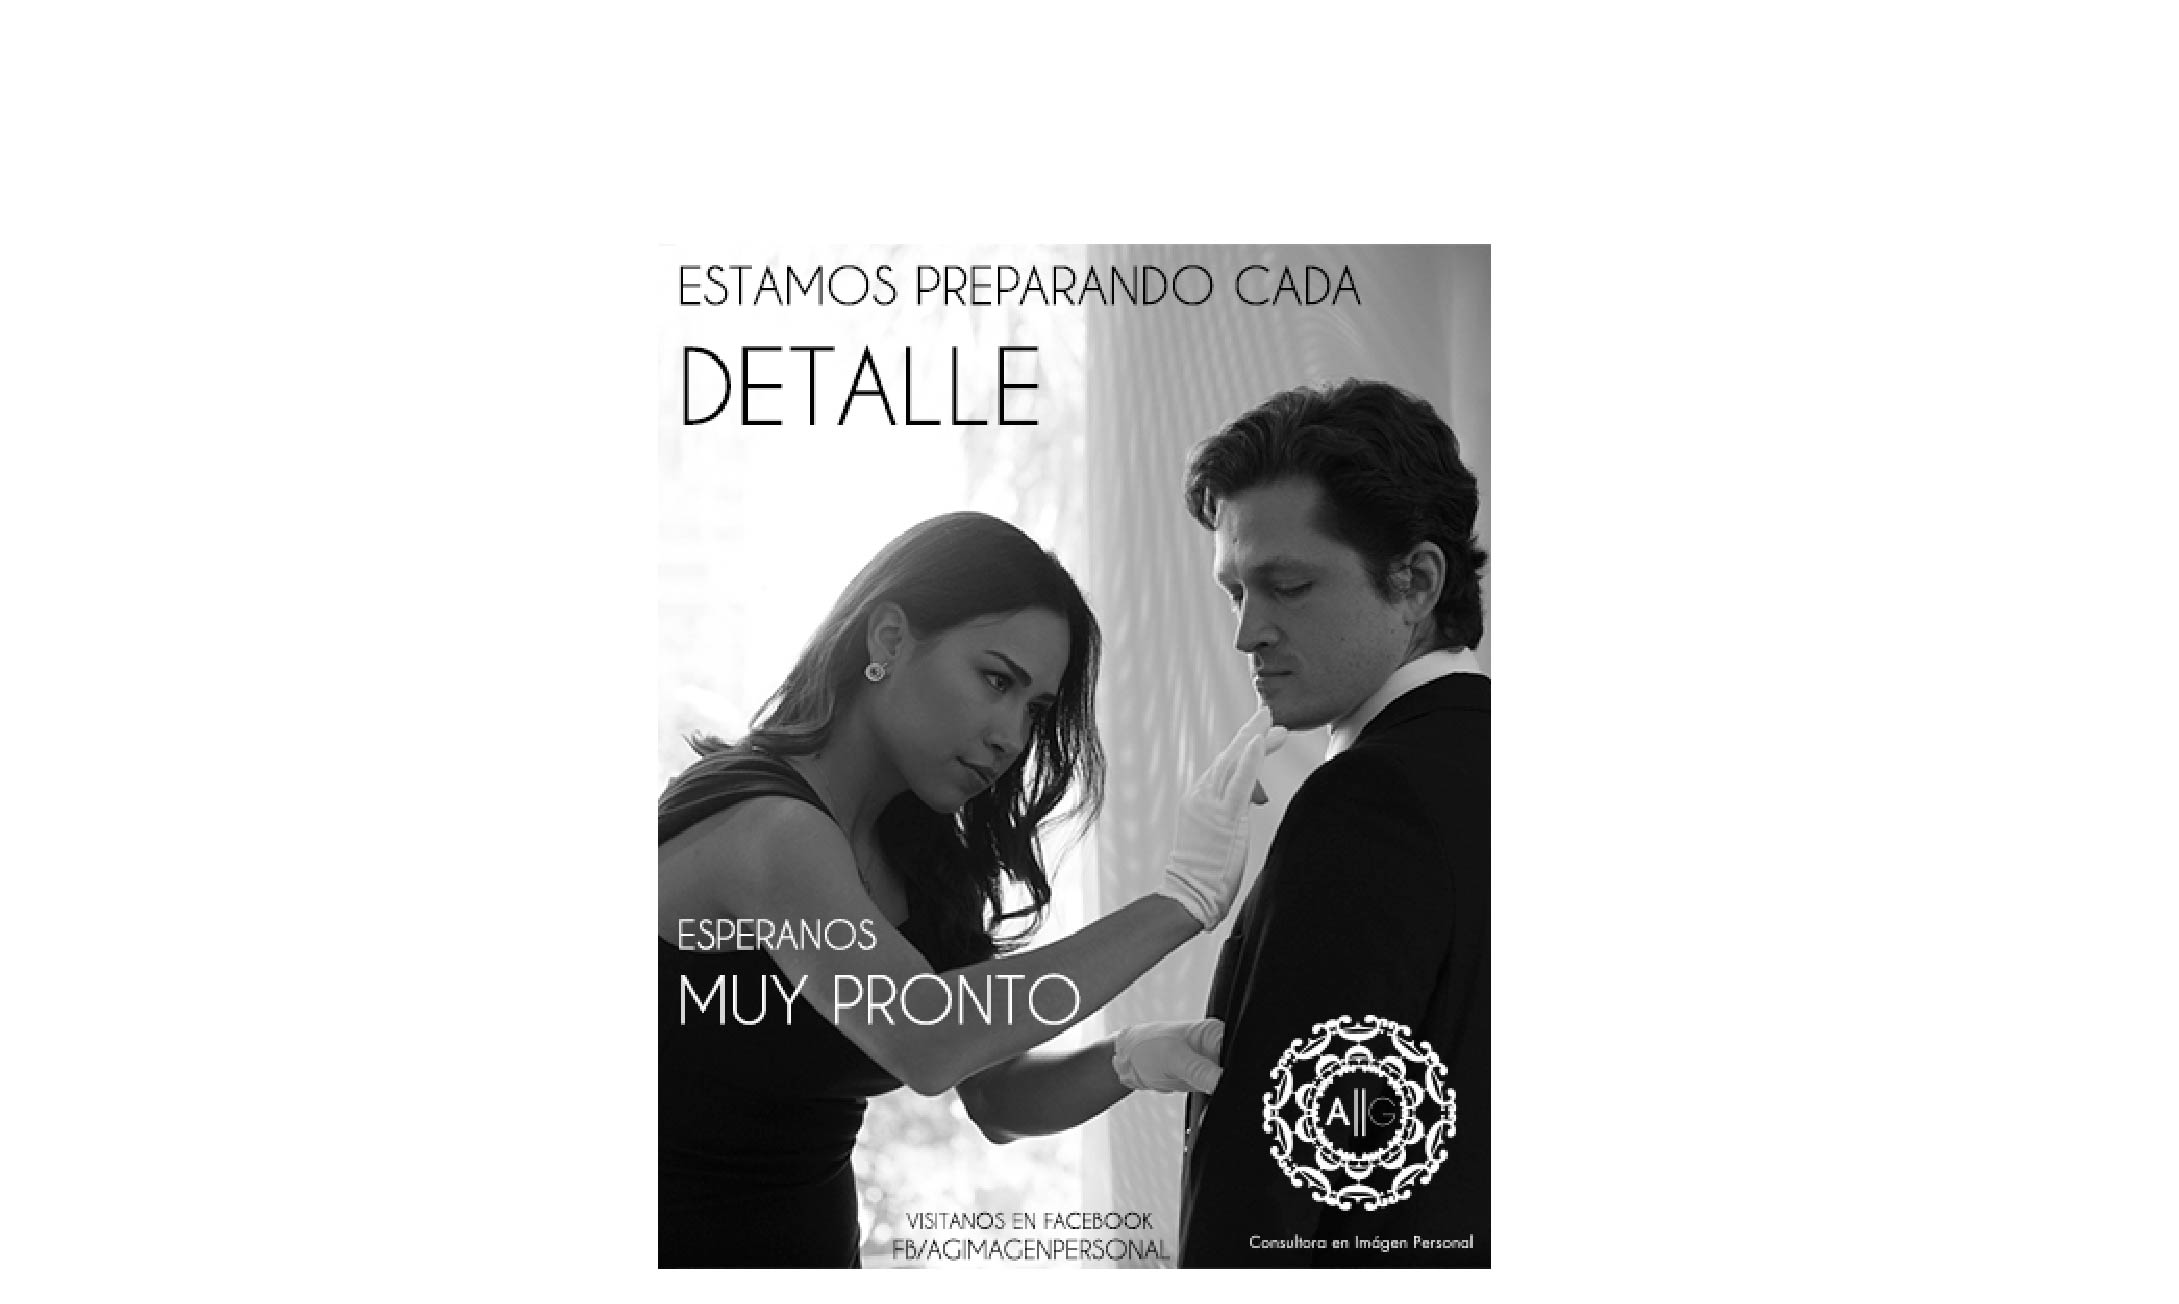 ESTAMOS PREPARANDO CADA
DETALLE
ESPERANOS
MUY PRONTO
A||G
Consultora en Imágen Personal
VISITANOS EN FACEBOOK
FB/AGIMAGENPERSONAL